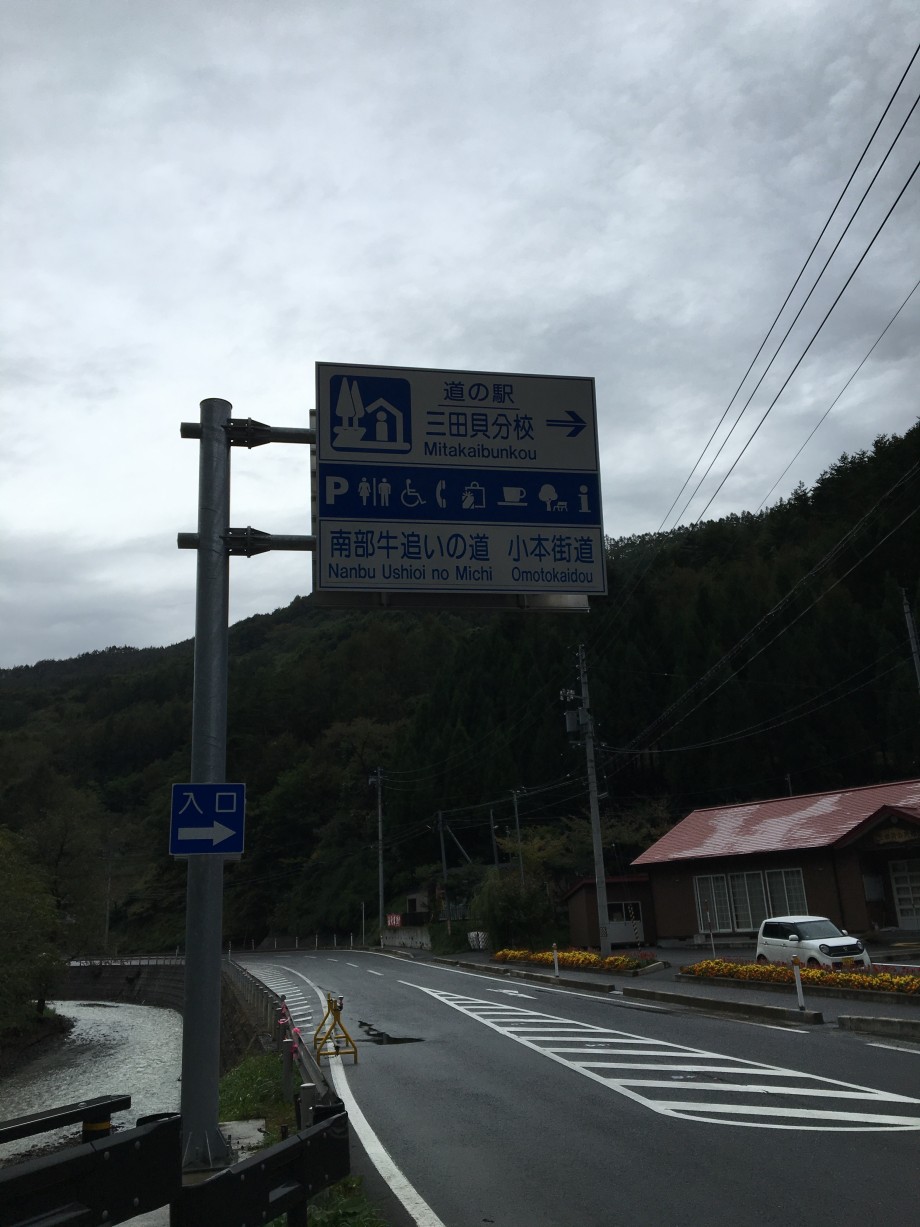 道の駅
三田貝分校
Mitakaibunkou
P
i
南部牛追いの道 小本街道
Nanbu Ushioi no Michi Omotokaidou
入口